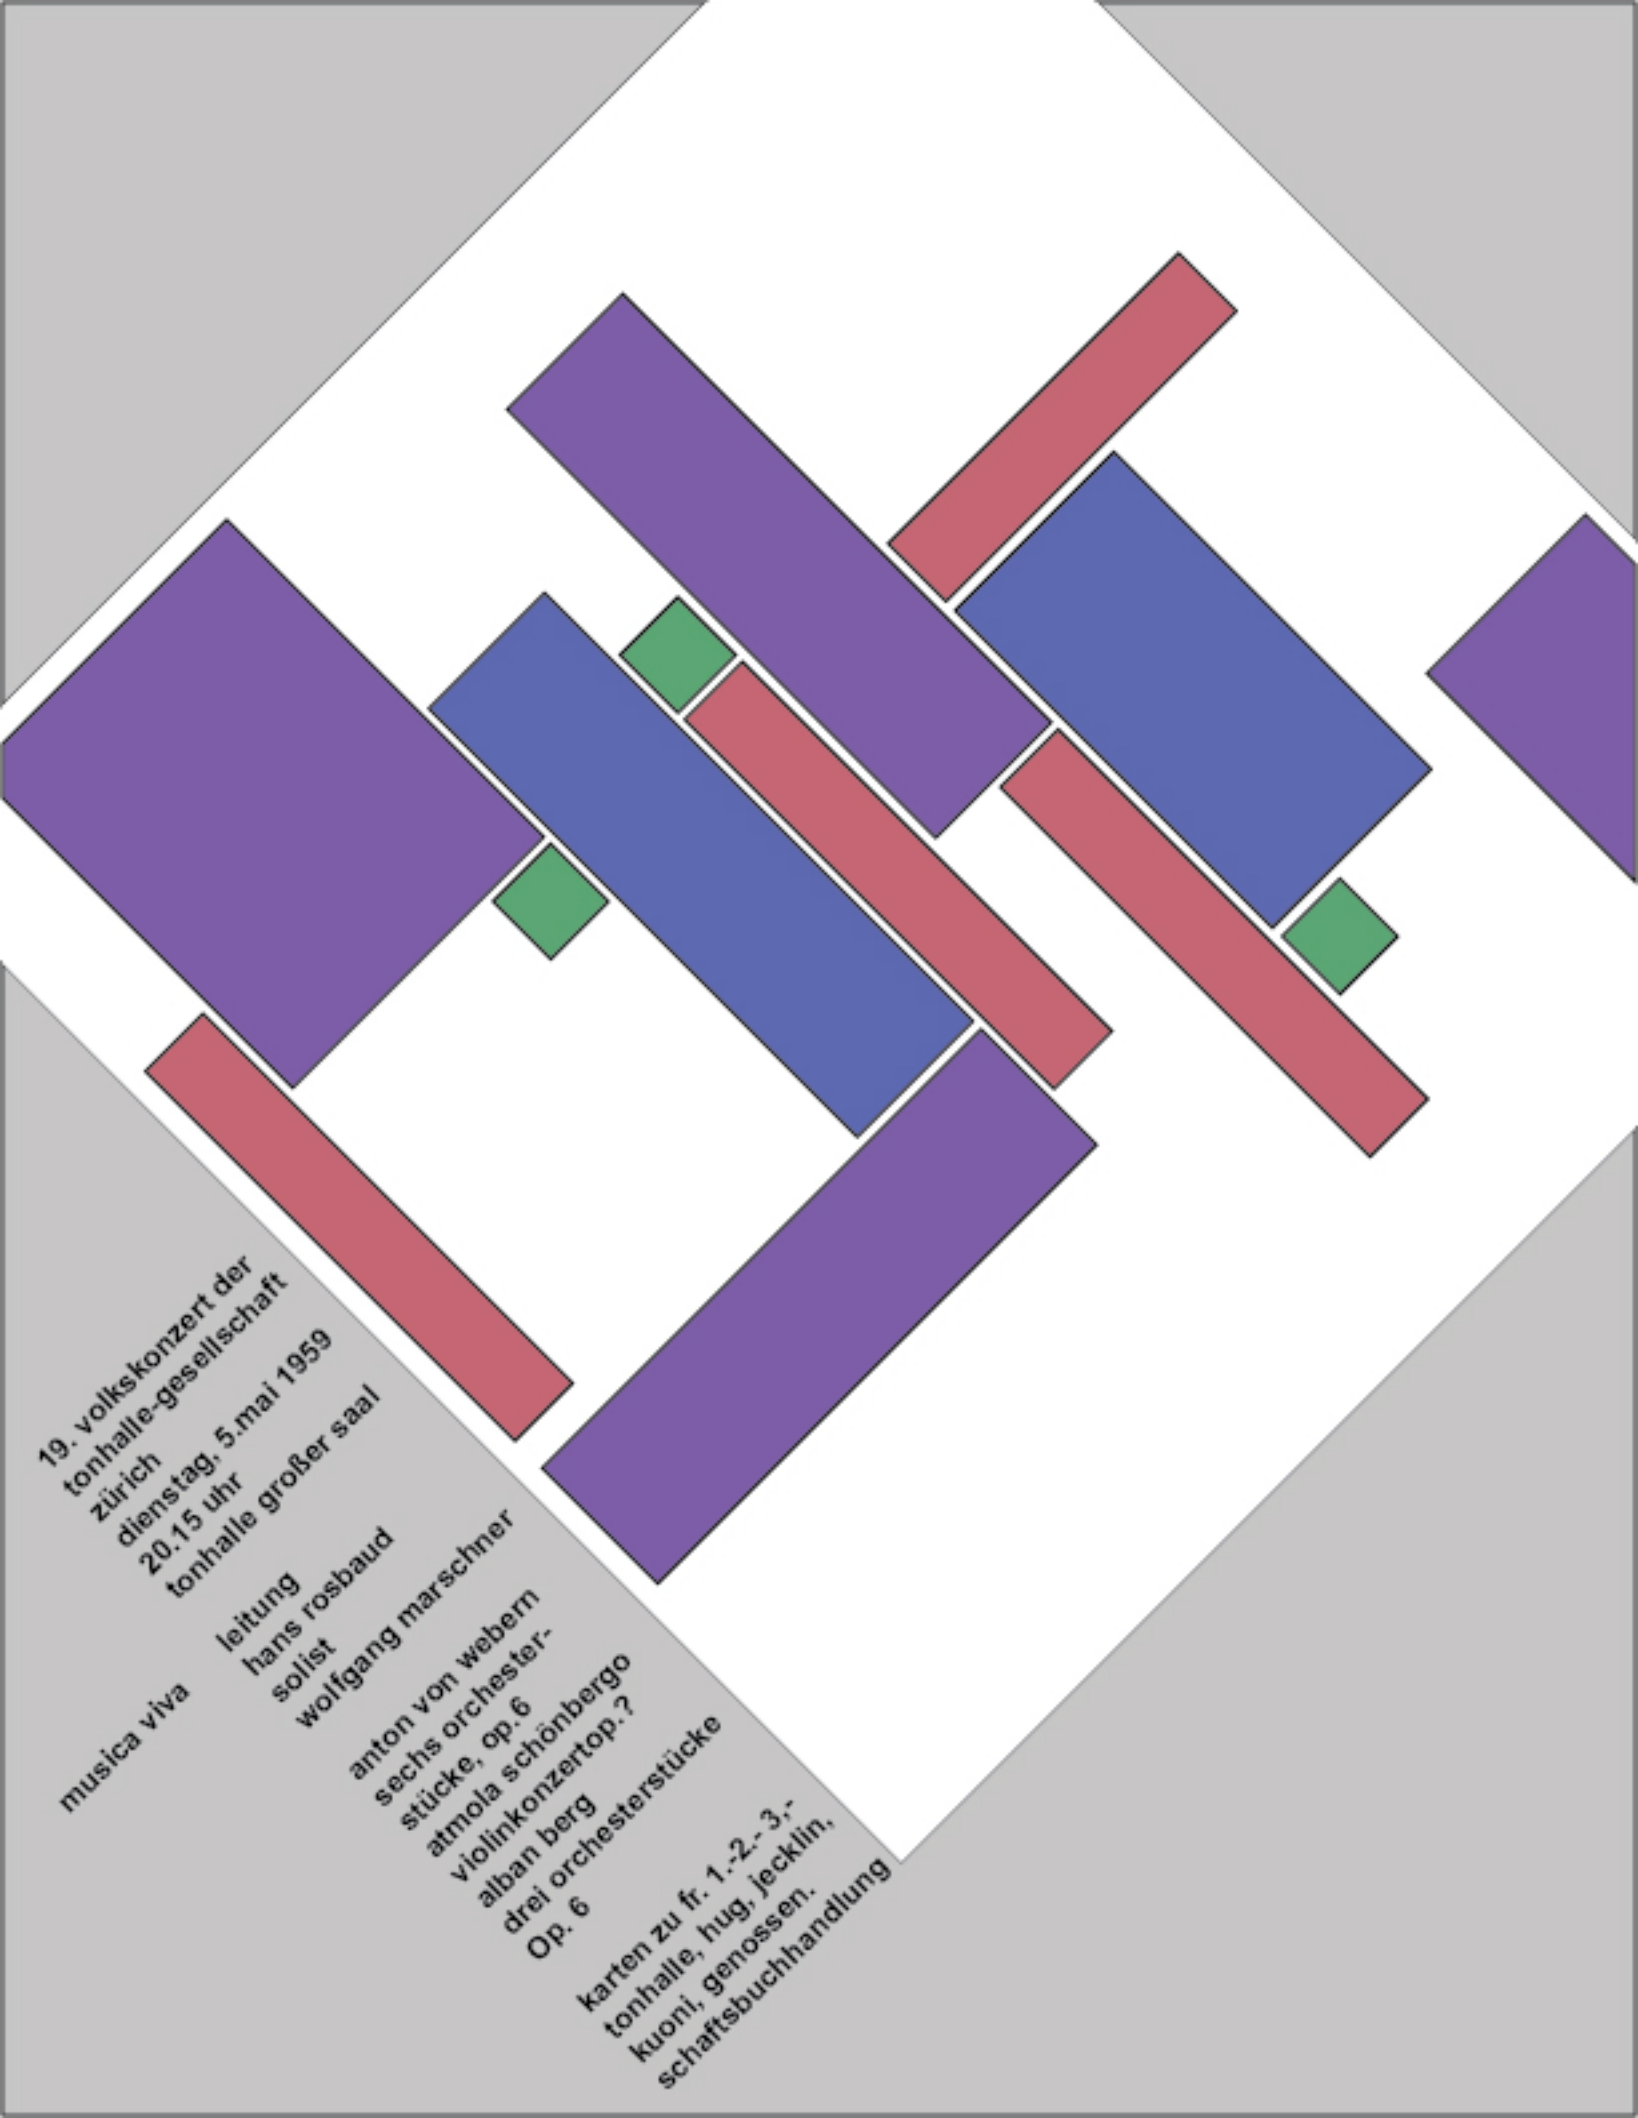 19. volkskonzert der
tonhalle-gesellschaft
zürich
dienstag, 5.mai 1959
20.15 uhr
tonhalle großer saal
musica viva
leitung
hans rosbaud
solist
wolfgang marschner
anton von webern
sechs orchester-
stücke, op.6
atmola schönbergo
violinkonzertop.?
alban berg
drei orchesterstücke
Op. 6
karten zu fr. 1.-2.- 3,-
tonhalle, hug, jecklin,
kuoni, genossen.
schaftsbuchhandlung